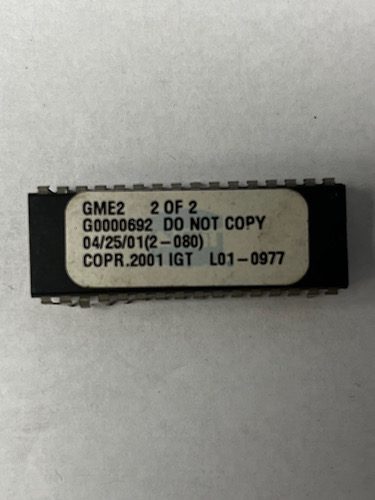 GME2 2 OF 2
G0000692 DO NOT COPY
04/25/01(2-080)
COPR.2001 IGT L01-0977